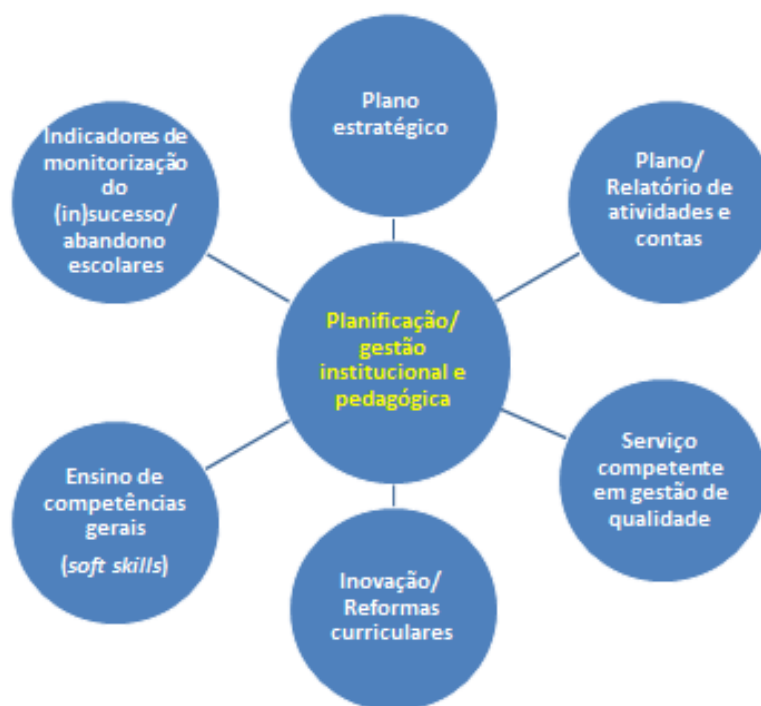 Plano
estratégico
Plano/
Relatório de
atividades e
contas
Serviço
competente
em gestão de
qualidade
Inovação/
Reformas
curriculares
Ensino de
competências
gerais
(soft skills)
Indicadores de
monitorização
do
(in)sucesso/
abandono
escolares
Planificação/
gestão
institucional e
pedagógica